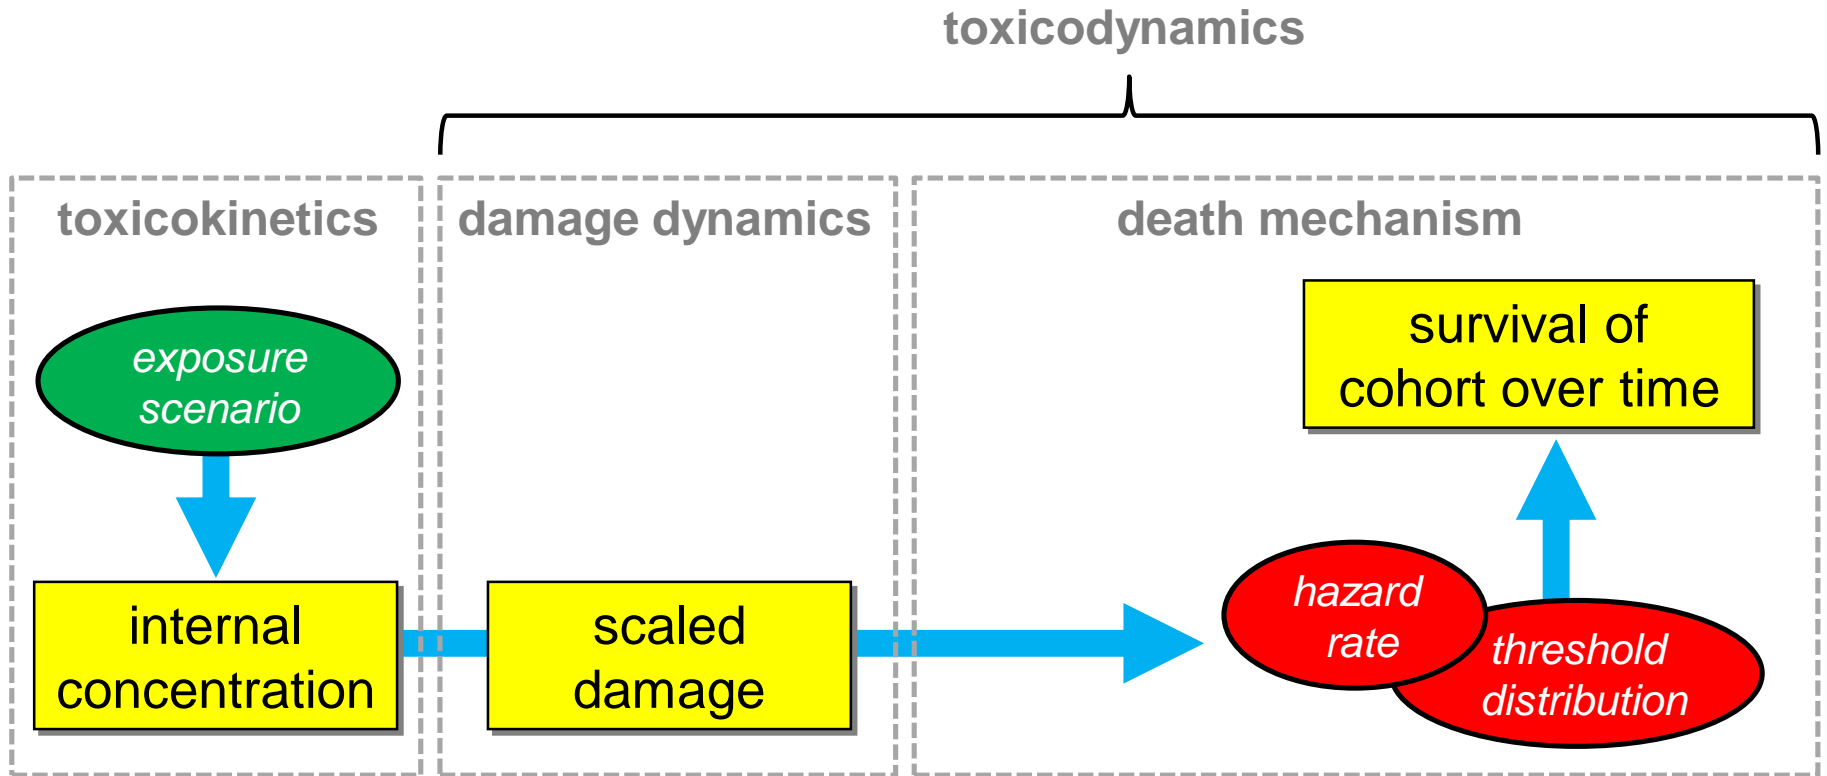 toxicodynamics
toxicokinetics
damage dynamics
death mechanism
exposure
scenario
internal
concentration
scaled
damage
hazard
rate
threshold
distribution
survival of
cohort over time